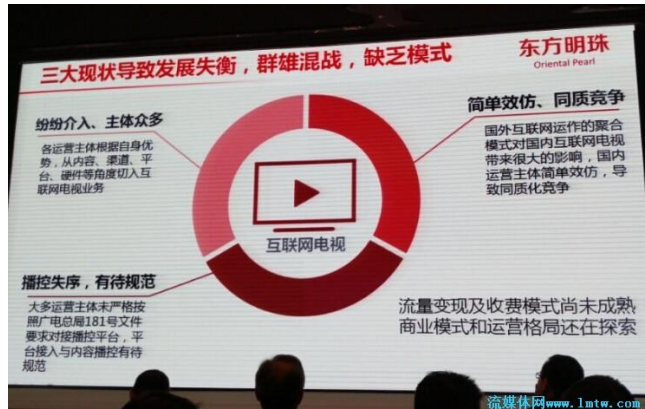 三大现状导致发展失衡，群雄混战，缺乏模式
东方明珠
Oriental Pearl
纷纷介入、主体众多
各运营主体根据自身优
势，从内容、渠道、平
台、硬件等角度切入互
联网电视业务
简单效仿、同质竞争
国外互联网运作的聚合
模式对国内互联网电视
带来很大的影响，国内
运营主体简单效仿，导
致同质化竞争
互联网电视
播控失序，有待规范
大多运营主体未严格按
照广电总局181号文件
要求对接播控平台，平
台接入与内容播控有待
规范
流量变现及收费模式尚未成熟
商业模式和运营格局还在探索
流媒体网www.lmtw.com